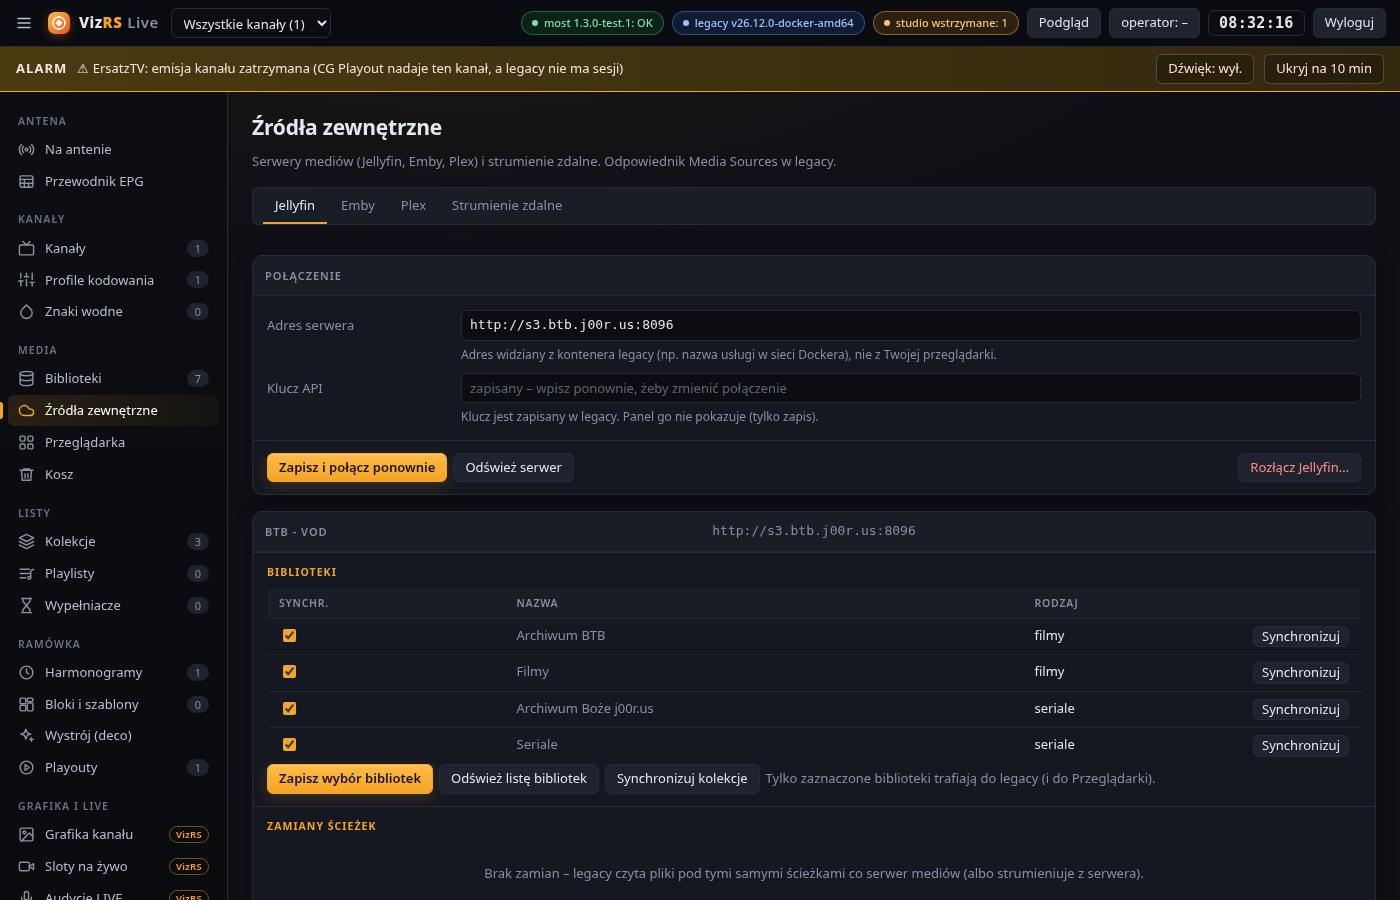 VizRS Live
Wszystkie kanały (1)
most 1.3.0-test.1: OK
legacy v26.12.0-docker-amd64
studio wstrzymane: 1
Podgląd
operator: –
08:32:16
Wyloguj
ALARM ⚠ ErsatzTV: emisja kanału zatrzymana (CG Playout nadaje ten kanał, a legacy nie ma sesji)
Dźwięk: wył.
Ukryj na 10 min
ANTENA
Na antenie
Przewodnik EPG
KANAŁY
Kanały 1
Profile kodowania 1
Znaki wodne 0
MEDIA
Biblioteki 7
Źródła zewnętrzne
Przeglądarka
Kosz
LISTY
Kolekcje 3
Playlisty 0
Wypełniacze 0
RAMÓWKA
Harmonogramy 1
Bloki i szablony 0
Wystrój (deco)
Playouty 1
GRAFIKA I LIVE
Grafika kanału VizRS
Sloty na żywo VizRS
Audycje LIVE VizRS
Źródła zewnętrzne
Serwery mediów (Jellyfin, Emby, Plex) i strumienie zdalne. Odpowiednik Media Sources w legacy.
Jellyfin Emby Plex Strumienie zdalne
POŁĄCZENIE
Adres serwera http://s3.btb.j00r.us:8096
Adres widziany z kontenera legacy (np. nazwa usługi w sieci Dockera), nie z Twojej przeglądarki.
Klucz API zapisany – wpisz ponownie, żeby zmienić połączenie
Klucz jest zapisany w legacy. Panel go nie pokazuje (tylko zapis).
Zapisz i połącz ponownie Odśwież serwer Rozłącz Jellyfin...
BTB - VOD http://s3.btb.j00r.us:8096
BIBLIOTEKI
SYNCHR. NAZWA RODZAJ
Archiwum BTB filmy Synchronizuj
Filmy filmy Synchronizuj
Archiwum Boże j00r.us seriale Synchronizuj
Seriale seriale Synchronizuj
Zapisz wybór bibliotek Odśwież listę bibliotek Synchronizuj kolekcje Tylko zaznaczone biblioteki trafiają do legacy (i do Przeglądarki).
ZAMIANY ŚCIEŻEK
Brak zamian – legacy czyta pliki pod tymi samymi ścieżkami co serwer mediów (albo strumieniuje z serwera).